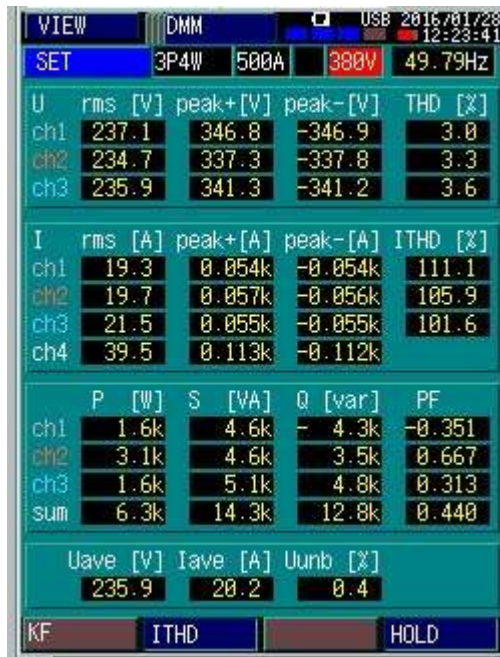 VIEW DMM USB 2016/01/28
12:23:41
SET 3P4W 500A 380V 49.79Hz
U rms [V] peak+[V] peak-[V] THD [%]
ch1 237.1 346.8 -346.9 3.0
ch2 234.7 337.3 -337.8 3.3
ch3 235.9 341.3 -341.2 3.6
I rms [A] peak+[A] peak-[A] ITHD [%]
ch1 19.3 0.054k -0.054k 111.1
ch2 19.7 0.057k -0.056k 105.9
ch3 21.5 0.055k -0.055k 101.6
ch4 39.5 0.113k -0.112k
P [W] S [VA] Q [var] PF
ch1 1.6k 4.6k - 4.3k -0.351
ch2 3.1k 4.6k 3.5k 0.667
ch3 1.6k 5.1k 4.8k 0.313
sum 6.3k 14.3k 12.8k 0.440
Uave [V] Iave [A] Uunb [%]
235.9 20.2 0.4
KF ITHD HOLD